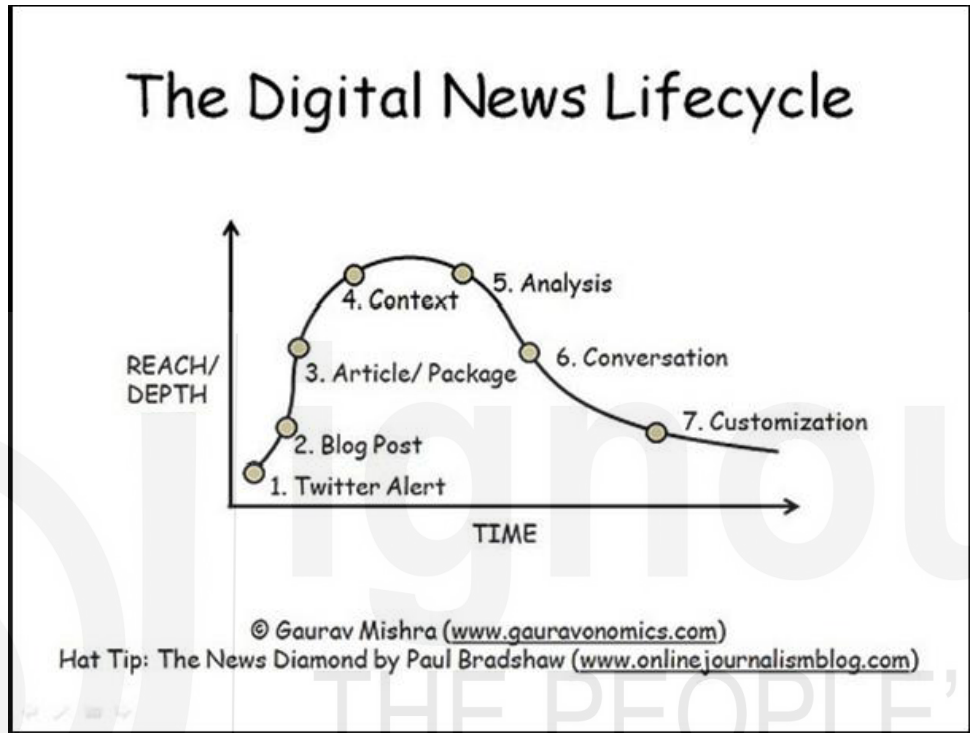 The Digital News Lifecycle
REACH/
DEPTH
4. Context
5. Analysis
3. Article/ Package
6. Conversation
2. Blog Post
7. Customization
1. Twitter Alert
TIME
© Gaurav Mishra (www.gauravonomics.com)
Hat Tip: The News Diamond by Paul Bradshaw (www.onlinejournalismblog.com)
ignou
THE PEOPLE'